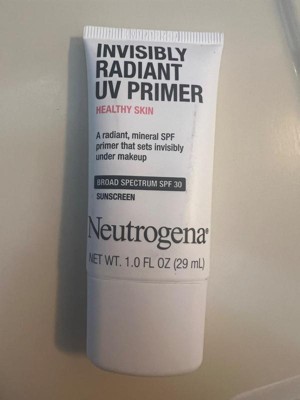 INVISIBLY
RADIANT
UV PRIMER
HEALTHY SKIN
A radiant, mineral SPF
primer that sets invisibly
under makeup
BROAD SPECTRUM SPF 30
SUNSCREEN
Neutrogena®
NET WT. 1.0 FL OZ (29 mL)